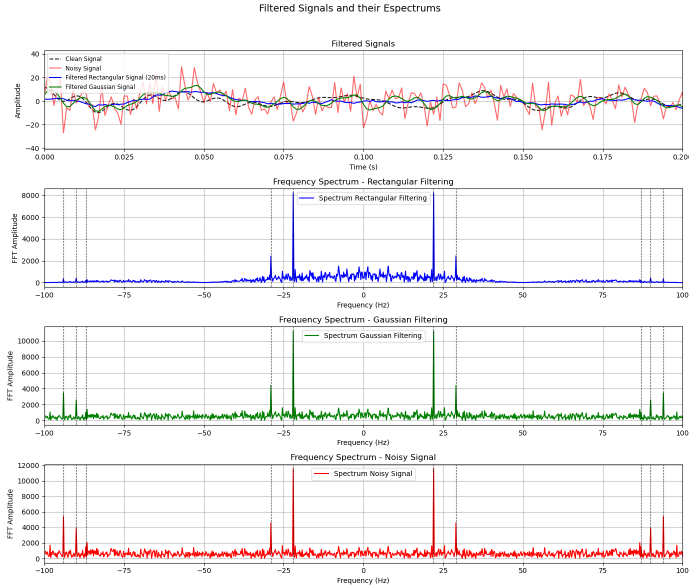 Filtered Signals and their Espectrums
Filtered Signals
Amplitude
40
20
0
−20
−40
Clean Signal
Noisy Signal
Filtered Rectangular Signal (20ms)
Filtered Gaussian Signal
0.000 0.025 0.050 0.075 0.100 0.125 0.150 0.175 0.200
Time (s)
Frequency Spectrum - Rectangular Filtering
FFT Amplitude
8000
6000
4000
2000
0
Spectrum Rectangular Filtering
−100 −75 −50 −25 0 25 50 75 100
Frequency (Hz)
Frequency Spectrum - Gaussian Filtering
FFT Amplitude
10000
8000
6000
4000
2000
0
Spectrum Gaussian Filtering
−100 −75 −50 −25 0 25 50 75 100
Frequency (Hz)
Frequency Spectrum - Noisy Signal
FFT Amplitude
12000
10000
8000
6000
4000
2000
0
Spectrum Noisy Signal
−100 −75 −50 −25 0 25 50 75 100
Frequency (Hz)